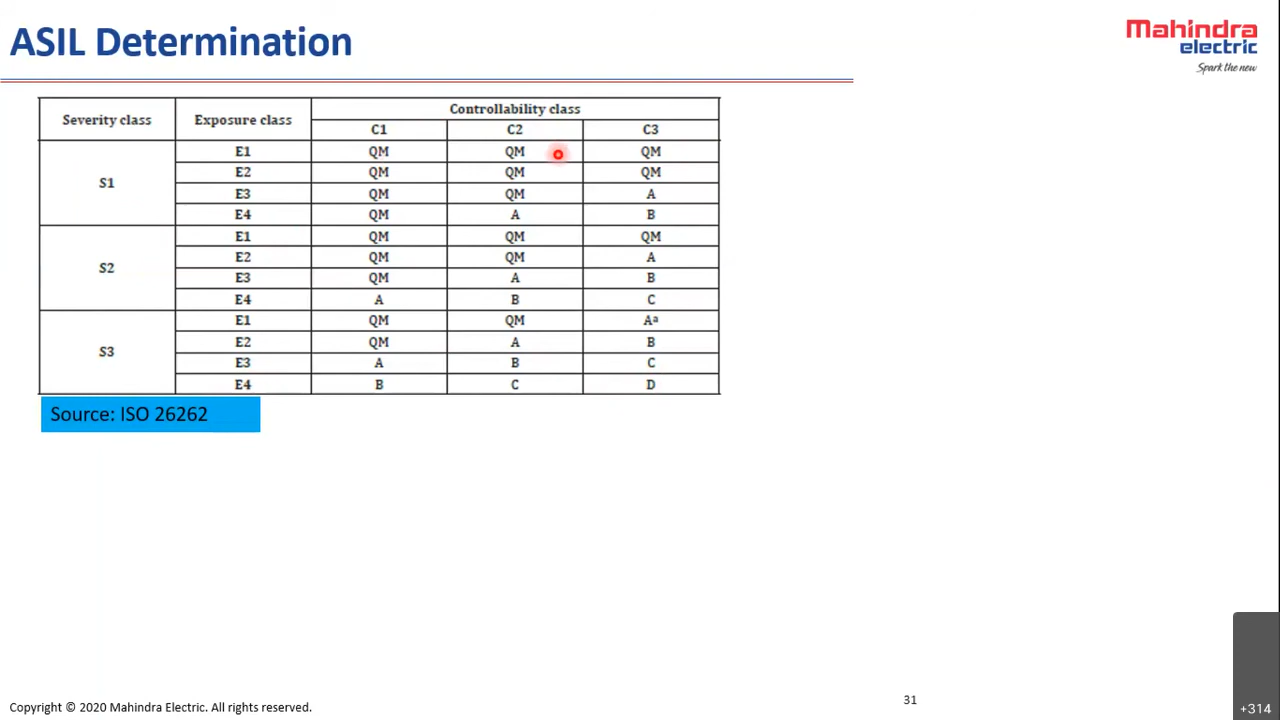 ASIL Determination
Mahindra
electric
Spark the new
Severity class Exposure class Controllability class
C1 C2 C3
S1 E1 QM QM QM
E2 QM QM QM
E3 QM QM A
E4 QM A B
S2 E1 QM QM QM
E2 QM QM A
E3 QM A B
E4 A B C
S3 E1 QM QM Aª
E2 QM A B
E3 A B C
E4 B C D
Source: ISO 26262
Copyright © 2020 Mahindra Electric. All rights reserved.
31
+314